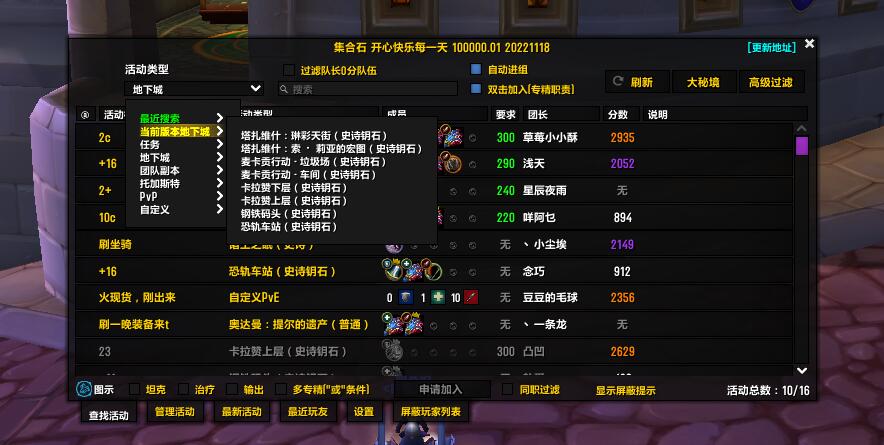 集合石 开心快乐每一天 100000.01 20221118
[更新地址]
活动类型
过滤队长0分队伍
自动进组
地下城
搜索
双击加入[专精职责]
刷新
大秘境
高级过滤
@ 活动 活动类型 成员 要求 团长 分数 说明
最近搜索
当前版本地下城
任务
地下城
团队副本
托加斯特
PvP
自定义
塔扎维什：琳彩天街（史诗钥石）
塔扎维什：索·莉亚的宏图（史诗钥石）
麦卡贡行动 - 垃圾场（史诗钥石）
麦卡贡行动 - 车间（史诗钥石）
卡拉赞下层（史诗钥石）
卡拉赞上层（史诗钥石）
钢铁码头（史诗钥石）
恐轨车站（史诗钥石）
2c 300 草莓小小酥 2935
+16 290 浅天 2052
2+ 240 星辰夜雨 无
10c 220 咩阿乜 894
刷坐骑 无 丶小尘埃 2149
+16 恐轨车站（史诗钥石） 无 念巧 912
火现货，刚出来 自定义PvE 0 1 10 无 豆豆的毛球 2356
刷一晚装备来t 奥达曼：提尔的遗产（普通） 无 丶一条龙 无
23 卡拉赞上层（史诗钥石） 300 凸凹 2629
图示 坦克 治疗 输出 多专精["或"条件] 申请加入 同职过滤 显示屏蔽提示 活动总数：10/16
查找活动 管理活动 最新活动 最近玩友 设置 屏蔽玩家列表